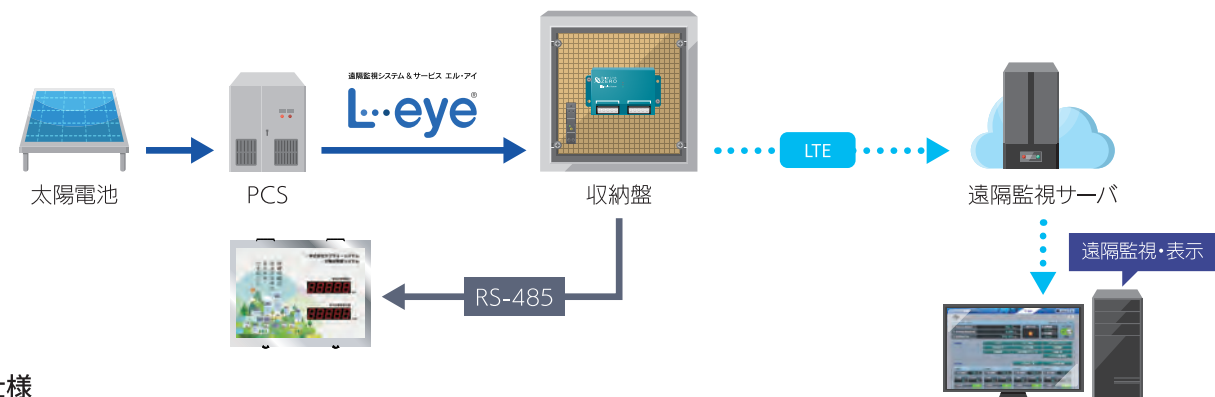 遠隔監視システム & サービス エル・アイ
L・・・eye®
LTE
太陽電池
PCS
収納盤
遠隔監視サーバ
遠隔監視・表示
RS-485
仕様